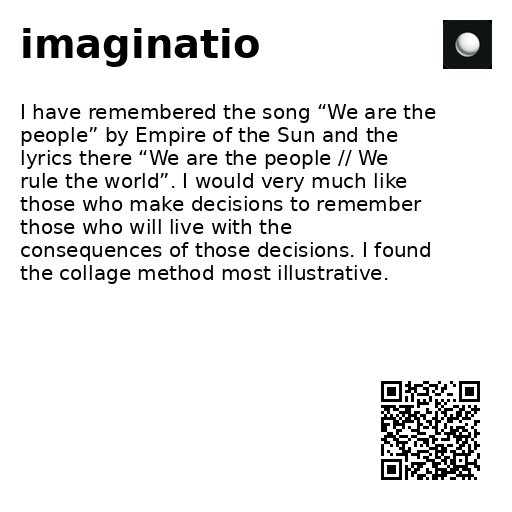 imaginatio
I have remembered the song “We are the
people” by Empire of the Sun and the
lyrics there “We are the people // We
rule the world”. I would very much like
those who make decisions to remember
those who will live with the
consequences of those decisions. I found
the collage method most illustrative.